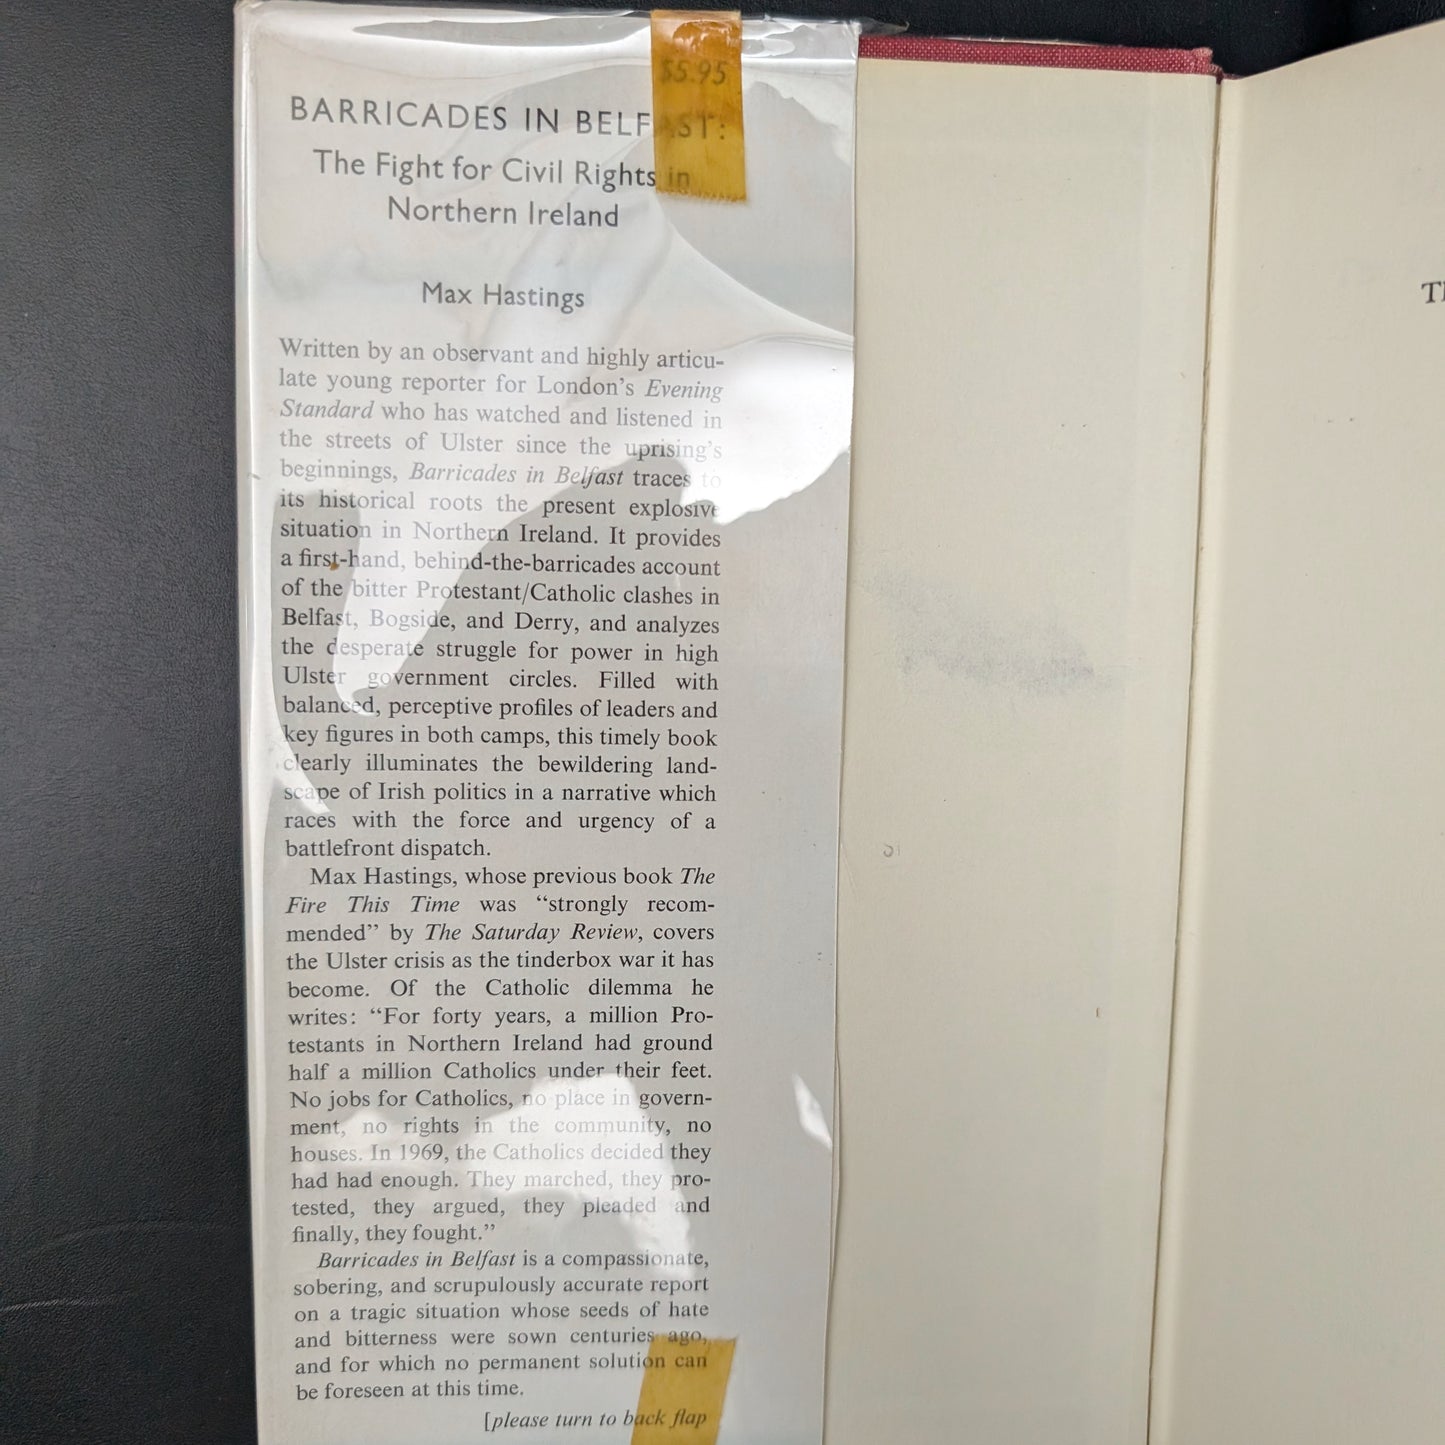 $5.95
BARRICADES IN BELFAST:
The Fight for Civil Rights in
Northern Ireland
Max Hastings
Written by an observant and highly articu-
late young reporter for London's Evening
Standard who has watched and listened in
the streets of Ulster since the uprising's
beginnings, Barricades in Belfast traces to
its historical roots the present explosive
situation in Northern Ireland. It provides
a first-hand, behind-the-barricades account
of the bitter Protestant/Catholic clashes in
Belfast, Bogside, and Derry, and analyzes
the desperate struggle for power in high
Ulster government circles. Filled with
balanced, perceptive profiles of leaders and
key figures in both camps, this timely book
clearly illuminates the bewildering land-
scape of Irish politics in a narrative which
races with the force and urgency of a
battlefront dispatch.
Max Hastings, whose previous book The
Fire This Time was “strongly recom-
mended” by The Saturday Review, covers
the Ulster crisis as the tinderbox war it has
become. Of the Catholic dilemma he
writes: “For forty years, a million Pro-
testants in Northern Ireland had ground
half a million Catholics under their feet.
No jobs for Catholics, no place in govern-
ment, no rights in the community, no
houses. In 1969, the Catholics decided they
had had enough. They marched, they pro-
tested, they argued, they pleaded and
finally, they fought.”
Barricades in Belfast is a compassionate,
sobering, and scrupulously accurate report
on a tragic situation whose seeds of hate
and bitterness were sown centuries ago,
and for which no permanent solution can
be foreseen at this time.
[please turn to back flap